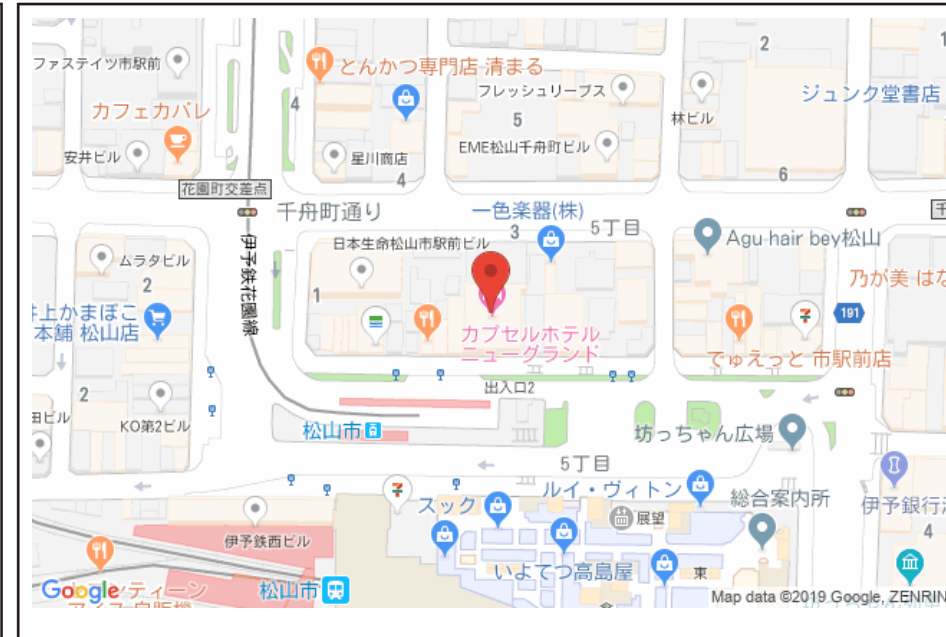 2
ファステイツ市駅前
とんかつ専門店 清まる
フレッシュリーブス
ジュンク堂書店
カフェカバレ
4
5
林ビル
安井ビル
星川商店
EME松山千舟町ビル
4
6
花園町交差点
千舟町通り
一色楽器(株)
3
5丁目
日本生命松山市駅前ビル
Agu hair bey松山
ムラタビル
2
伊予鉄花園線
乃が美 はな
1
井上かまぼこ
本舗 松山店
191
カプセルホテル
ニューグランド
でゅえっと 市駅前店
2
出入口2
田ビル
KO第2ビル
松山市
坊っちゃん広場
5丁目
スック
ルイ・ヴィトン
総合案内所
展望
伊予銀行
伊予鉄西ビル
4
いよてつ高島屋
東
松山市
Google
ティーン
Map data ©2019 Google, ZENRIN